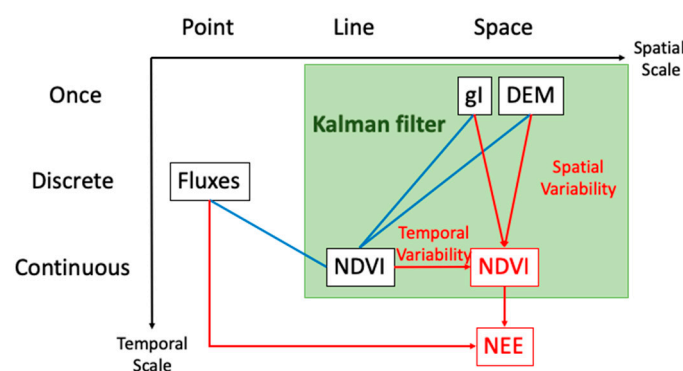 Point
Line
Space
Spatial
Scale
Once
gI
DEM
Kalman filter
Discrete
Fluxes
Spatial
Variability
Temporal
Variability
Continuous
NDVI
NDVI
Temporal
Scale
NEE